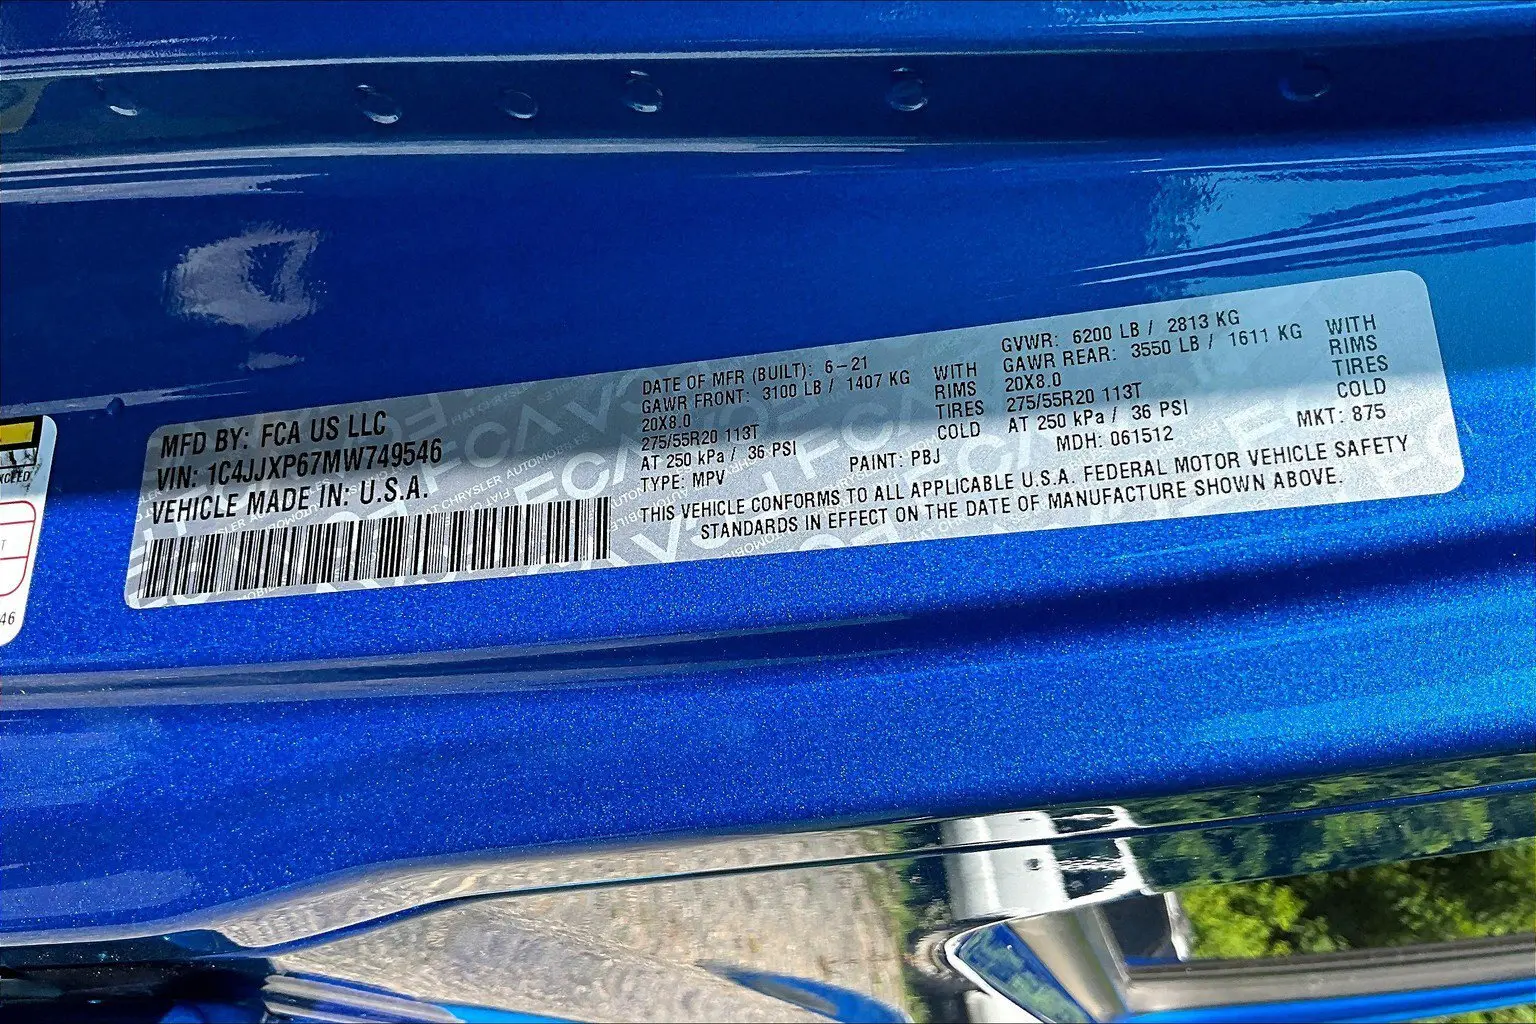 MFD BY: FCA US LLC
VIN: 1C4JJXP67MW749546
VEHICLE MADE IN: U.S.A.
DATE OF MFR (BUILT): 6-21
GAWR FRONT: 3100 LB / 1407 KG WITH
20X8.0 RIMS
275/55R20 113T TIRES
AT 250 kPa / 36 PSI COLD
TYPE: MPV
PAINT: PBJ
GVWR: 6200 LB / 2813 KG
GAWR REAR: 3550 LB / 1611 KG WITH
20X8.0 RIMS
275/55R20 113T TIRES
AT 250 kPa / 36 PSI COLD
MDH: 061512
MKT: 875
THIS VEHICLE CONFORMS TO ALL APPLICABLE U.S.A. FEDERAL MOTOR VEHICLE SAFETY
STANDARDS IN EFFECT ON THE DATE OF MANUFACTURE SHOWN ABOVE.
46